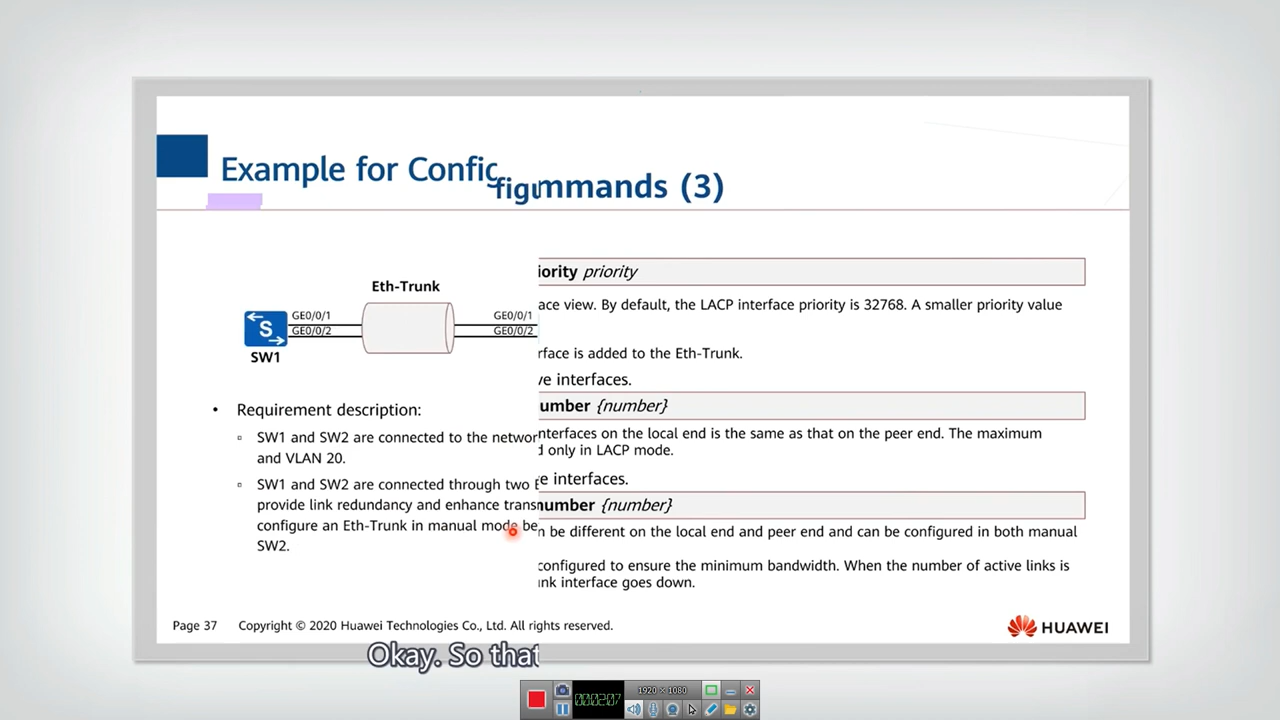 Example for Config
figu
mmands (3)
iority priority
Eth-Trunk
ace view. By default, the LACP interface priority is 32768. A smaller priority value
GE0/0/1
GE0/0/1
GE0/0/2
GE0/0/2
S
SW1
rface is added to the Eth-Trunk.
ve interfaces.
umber {number}
• Requirement description:
SW1 and SW2 are connected to the networ
nterfaces on the local end is the same as that on the peer end. The maximum
and VLAN 20.
d only in LACP mode.
e interfaces.
SW1 and SW2 are connected through two E
provide link redundancy and enhance trans
number {number}
configure an Eth-Trunk in manual mode be
n be different on the local end and peer end and can be configured in both manual
SW2.
configured to ensure the minimum bandwidth. When the number of active links is
nk interface goes down.
Page 37 Copyright © 2020 Huawei Technologies Co., Ltd. All rights reserved.
HUAWEI
Okay. So that
1920 × 1080
00:02:07